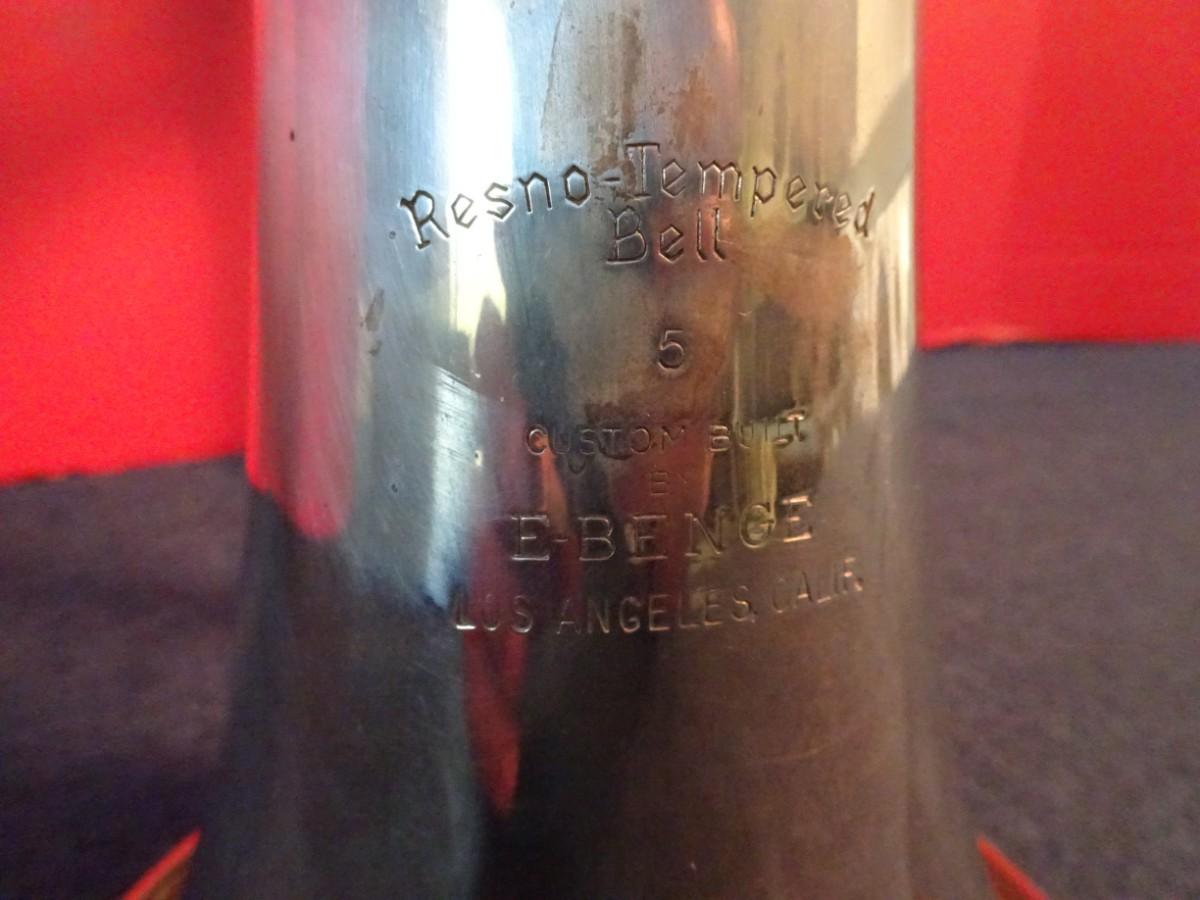 Resno-Tempered
Bell
5
CUSTOM BUILT
BY
E·BENGE
LOS ANGELES, CALIF.